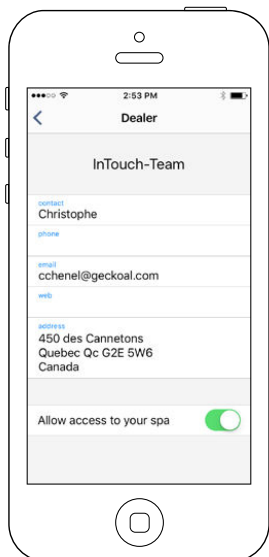 2:53 PM
Dealer
InTouch-Team
contact
Christophe
phone
email
cchenel@geckoal.com
web
address
450 des Cannetons
Quebec Qc G2E 5W6
Canada
Allow access to your spa